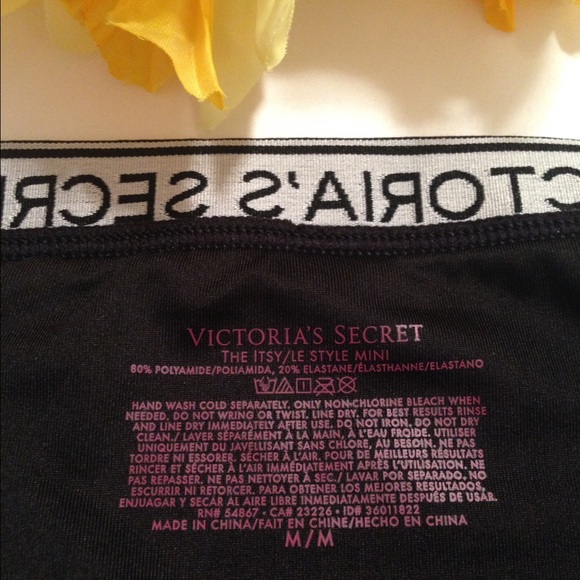 VICTORIA'S SECR
VICTORIA'S SECRET
THE ITSY/LE STYLE MINI
80% POLYAMIDE/POLIAMIDA, 20% ELASTANE/ÉLASTHANNE/ELASTANO
HAND WASH COLD SEPARATELY. ONLY NON-CHLORINE BLEACH WHEN
NEEDED. DO NOT WRING OR TWIST. LINE DRY. FOR BEST RESULTS RINSE
AND LINE DRY IMMEDIATELY AFTER USE. DO NOT IRON. DO NOT DRY
CLEAN./ LAVER SÉPARÉMENT À LA MAIN, À L'EAU FROIDE. UTILISER
UNIQUEMENT DU JAVELLISANT SANS CHLORE, AU BESOIN. NE PAS
TORDRE NI ESSORER. SÉCHER À L'AIR. POUR DE MEILLEURS RÉSULTATS
RINCER ET SÉCHER À L'AIR IMMÉDIATEMENT APRÈS L'UTILISATION. NE
PAS REPASSER. NE PAS NETTOYER À SEC./ LAVAR POR SEPARADO. NO
ESCURRIR NI RETORCER. PARA OBTENER LOS MEJORES RESULTADOS,
ENJUAGAR Y SECAR AL AIRE LIBRE INMEDIATAMENTE DESPUÉS DE USAR.
RN# 54867 • CA# 23226 • ID# 36011822
MADE IN CHINA/FAIT EN CHINE/HECHO EN CHINA
M/M